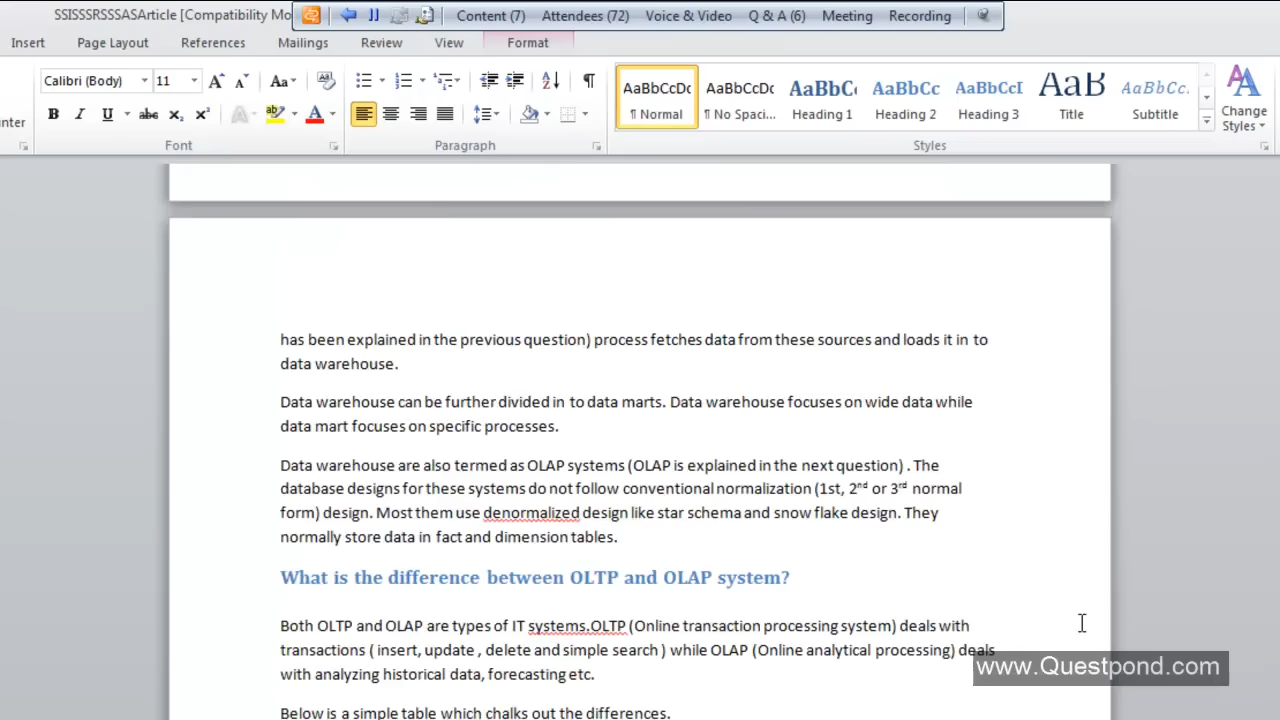 SSISSSRSSSASArticle [Compatibility Mo
Content (7) Attendees (72) Voice & Video Q & A (6) Meeting Recording
Insert Page Layout References Mailings Review View Format
Calibri (Body) 11 Aa
AaBbCcDc AaBbCcDc AaBbC( AaBbCc AaBbCcI AaB AaBbCc.
¶ Normal ¶ No Spaci... Heading 1 Heading 2 Heading 3 Title Subtitle Change Styles
B I U abc x₂ x² ab A A
inter Font Paragraph Styles
has been explained in the previous question) process fetches data from these sources and loads it in to
data warehouse.
Data warehouse can be further divided in to data marts. Data warehouse focuses on wide data while
data mart focuses on specific processes.
Data warehouse are also termed as OLAP systems (OLAP is explained in the next question) . The
database designs for these systems do not follow conventional normalization (1st, 2nd or 3rd normal
form) design. Most them use denormalized design like star schema and snow flake design. They
normally store data in fact and dimension tables.
What is the difference between OLTP and OLAP system?
Both OLTP and OLAP are types of IT systems.OLTP (Online transaction processing system) deals with
transactions ( insert, update , delete and simple search ) while OLAP (Online analytical processing) deals
with analyzing historical data, forecasting etc.
www.Questpond.com
Below is a simple table which chalks out the differences.